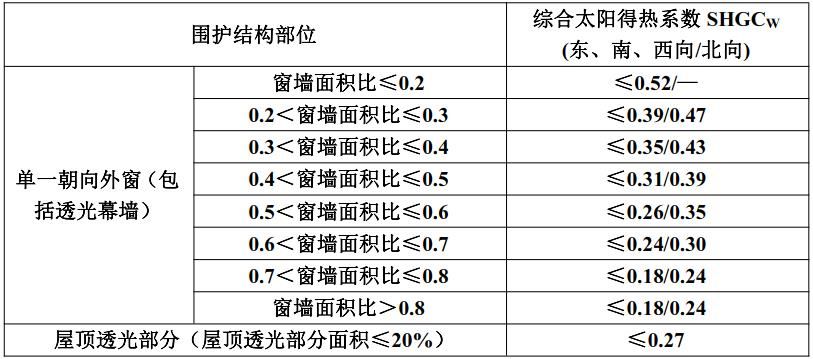 围护结构部位
综合太阳得热系数 SHGCW
(东、南、西向/北向)
单一朝向外窗（包
括透光幕墙）
窗墙面积比≤0.2
≤0.52/—
0.2＜窗墙面积比≤0.3
≤0.39/0.47
0.3＜窗墙面积比≤0.4
≤0.35/0.43
0.4＜窗墙面积比≤0.5
≤0.31/0.39
0.5＜窗墙面积比≤0.6
≤0.26/0.35
0.6＜窗墙面积比≤0.7
≤0.24/0.30
0.7＜窗墙面积比≤0.8
≤0.18/0.24
窗墙面积比＞0.8
≤0.18/0.24
屋顶透光部分（屋顶透光部分面积≤20%）
≤0.27